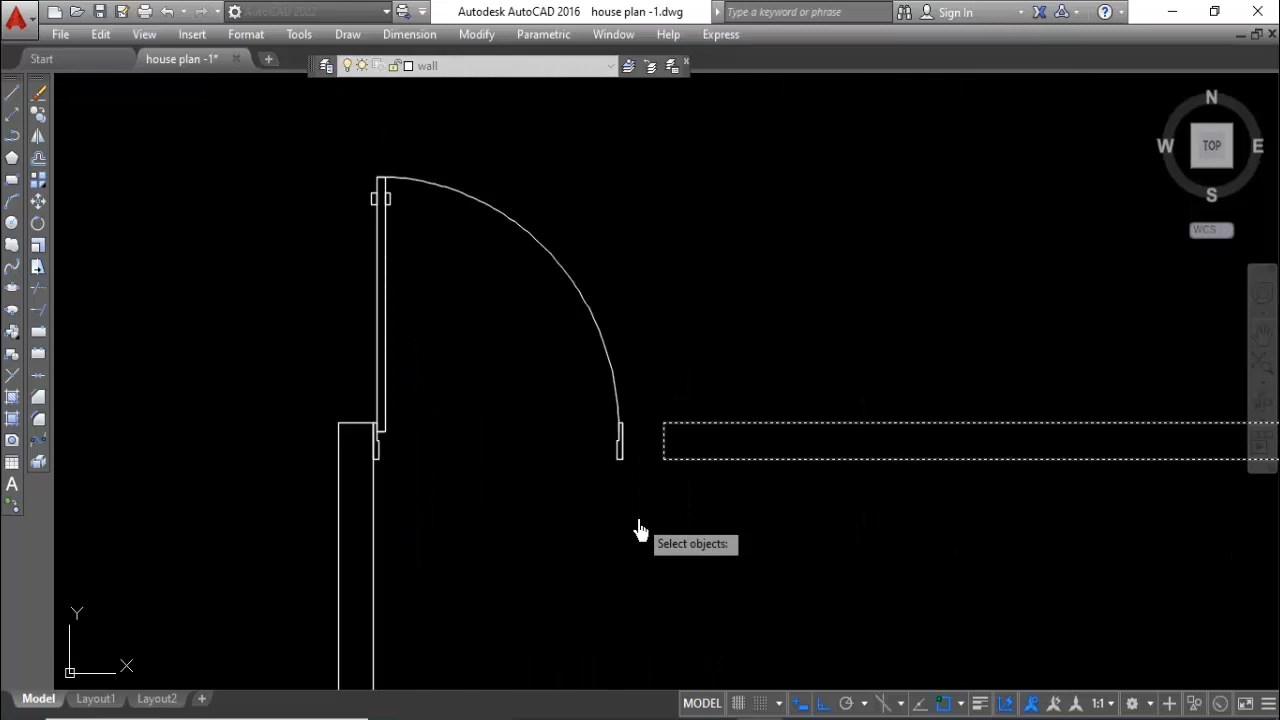 AutoCAD 2022
Autodesk AutoCAD 2016 house plan -1.dwg
Type a keyword or phrase
Sign In
File Edit View Insert Format Tools Draw Dimension Modify Parametric Window Help Express
Start
house plan -1*
wall
N
W TOP E
S
WCS
Select objects:
Y
X
A
Model Layout1 Layout2
MODEL
1:1